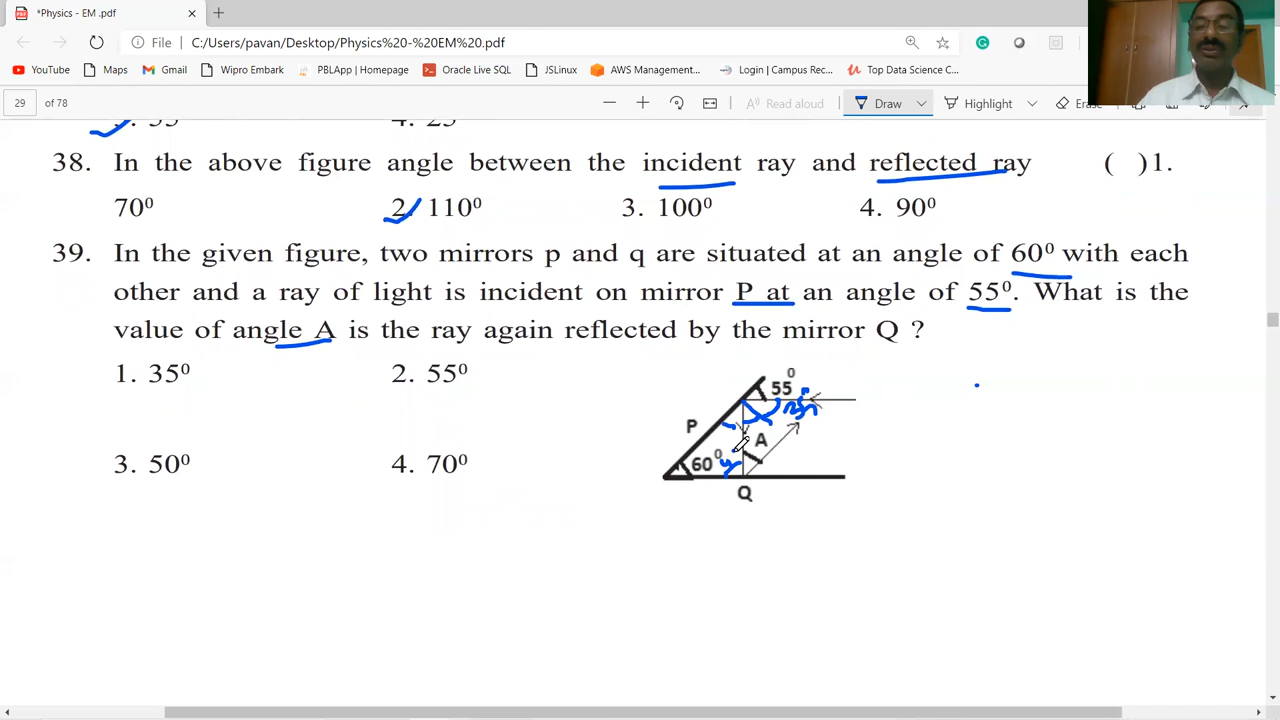 *Physics - EM .pdf
File C:/Users/pavan/Desktop/Physics%20-%20EM%20.pdf
YouTube Maps Gmail Wipro Embark PBLApp | Homepage Oracle Live SQL JSLinux AWS Management... Login | Campus Rec... Top Data Science C...
29 of 78 Read aloud Draw Highlight
38. In the above figure angle between the incident ray and reflected ray ( )1.
70⁰ 2. 110⁰ 3. 100⁰ 4. 90⁰
39. In the given figure, two mirrors p and q are situated at an angle of 60⁰ with each
other and a ray of light is incident on mirror P at an angle of 55⁰. What is the
value of angle A is the ray again reflected by the mirror Q ?
1. 35⁰ 2. 55⁰
3. 50⁰ 4. 70⁰
55⁰
P
A
60⁰
Q